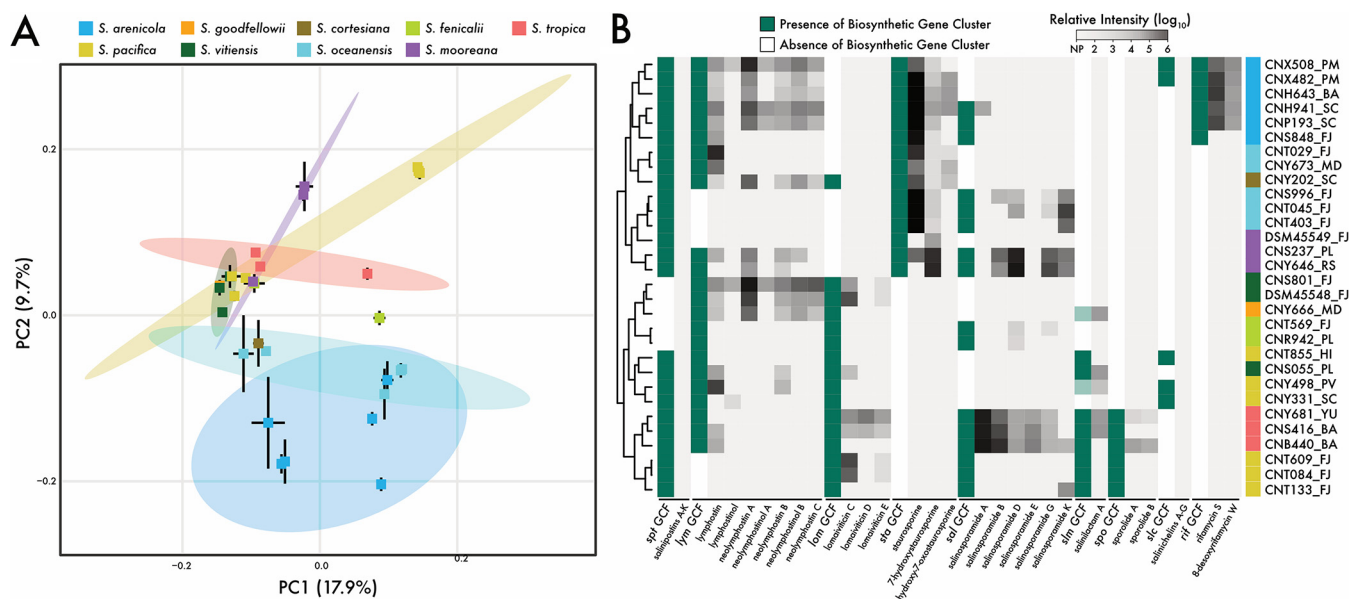 A
S. arenicola
S. goodfellowii
S. cortesiana
S. fenicalii
S. tropica
S. pacifica
S. vitiensis
S. oceanensis
S. mooreana
0.2
0.0
−0.2
−0.2
0.0
0.2
PC2 (9.7%)
PC1 (17.9%)
B
Presence of Biosynthetic Gene Cluster
Absence of Biosynthetic Gene Cluster
Relative Intensity (log10)
NP 2 3 4 5 6
CNX508_PM
CNX482_PM
CNH643_BA
CNH941_SC
CNP193_SC
CNS848_FJ
CNT029_FJ
CNY673_MD
CNY202_SC
CNS996_FJ
CNT045_FJ
CNT403_FJ
DSM45549_FJ
CNS237_PL
CNY646_RS
CNS801_FJ
DSM45548_FJ
CNY666_MD
CNT569_FJ
CNR942_PL
CNT855_HI
CNS055_PL
CNY498_PV
CNY331_SC
CNY681_YU
CNS416_BA
CNB440_BA
CNT609_FJ
CNT084_FJ
CNT133_FJ
spt GCF
salinipostins A-K
lym GCF
lymphostin
lymphostinol
neolymphostin A
neolymphostinol A
neolymphostin B
neolymphostinol B
neolymphostin C
lom GCF
lomaiviticin C
lomaiviticin D
lomaiviticin E
sta GCF
staurosporine
7-hydroxystaurosporine
hydroxy-7-oxostaurosporine
sal GCF
salinosporamide A
salinosporamide B
salinosporamide D
salinosporamide E
salinosporamide G
salinosporamide K
slm GCF
salinilactam A
spo GCF
sporolide A
sporolide B
slc GCF
salinichelins A-G
rif GCF
rifamycin S
8-deoxyrifamycin W